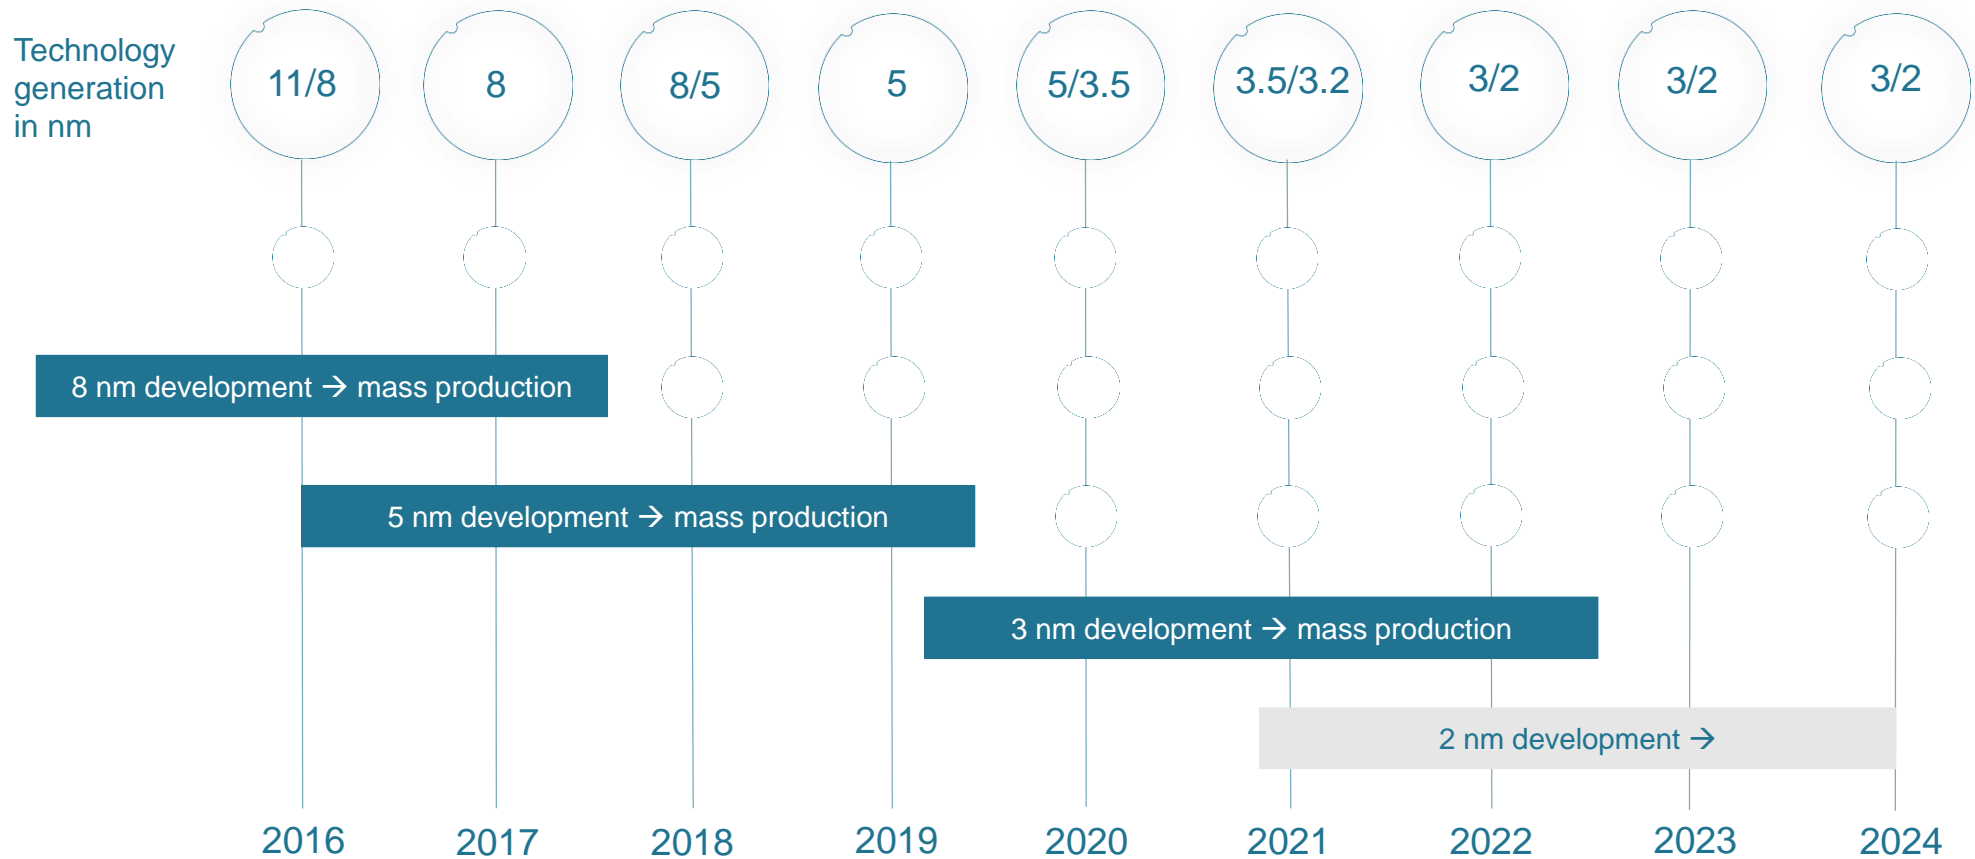 Technology
generation
in nm
11/8
8
8/5
5
5/3.5
3.5/3.2
3/2
3/2
3/2
8 nm development → mass production
5 nm development → mass production
3 nm development → mass production
2 nm development →
2016
2017
2018
2019
2020
2021
2022
2023
2024